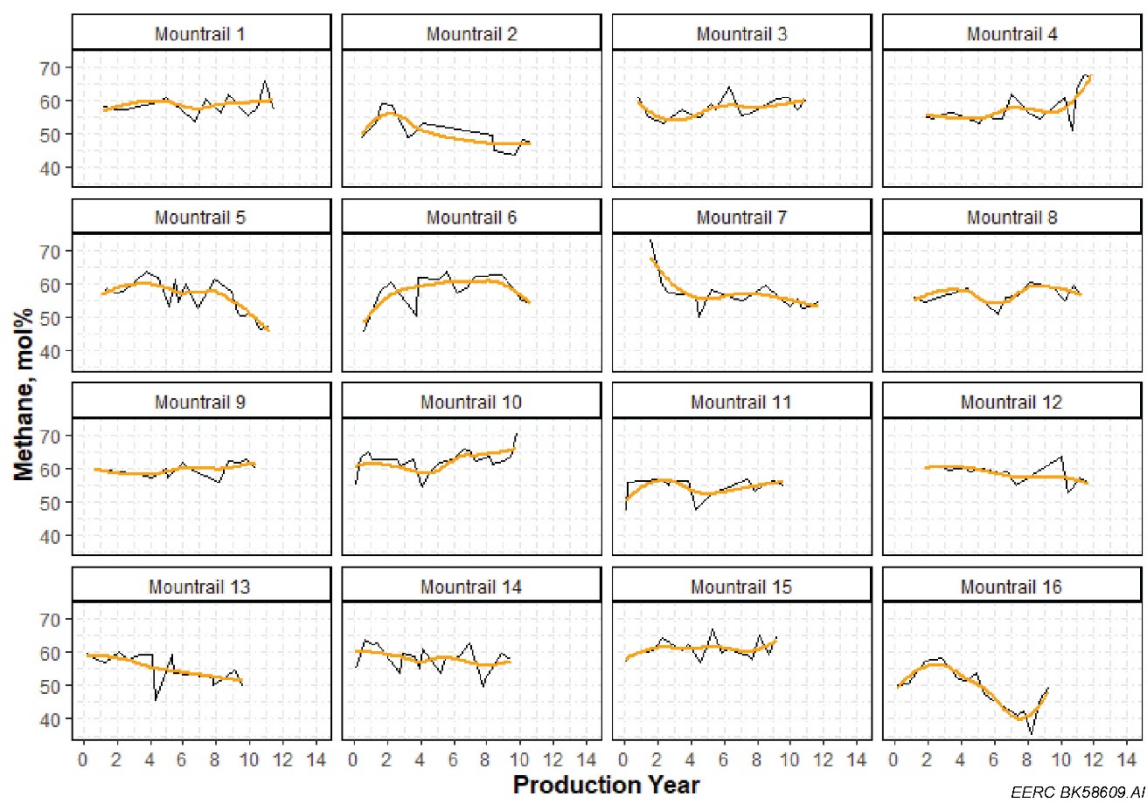 Mountrail 1 Mountrail 2 Mountrail 3 Mountrail 4
70
60
50
40
Mountrail 5 Mountrail 6 Mountrail 7 Mountrail 8
70
60
50
40
Mountrail 9 Mountrail 10 Mountrail 11 Mountrail 12
70
60
50
40
Mountrail 13 Mountrail 14 Mountrail 15 Mountrail 16
70
60
50
40
Methane, mol%
0 2 4 6 8 10 12 14 0 2 4 6 8 10 12 14 0 2 4 6 8 10 12 14 0 2 4 6 8 10 12 14
Production Year
EERC BK58609.AI